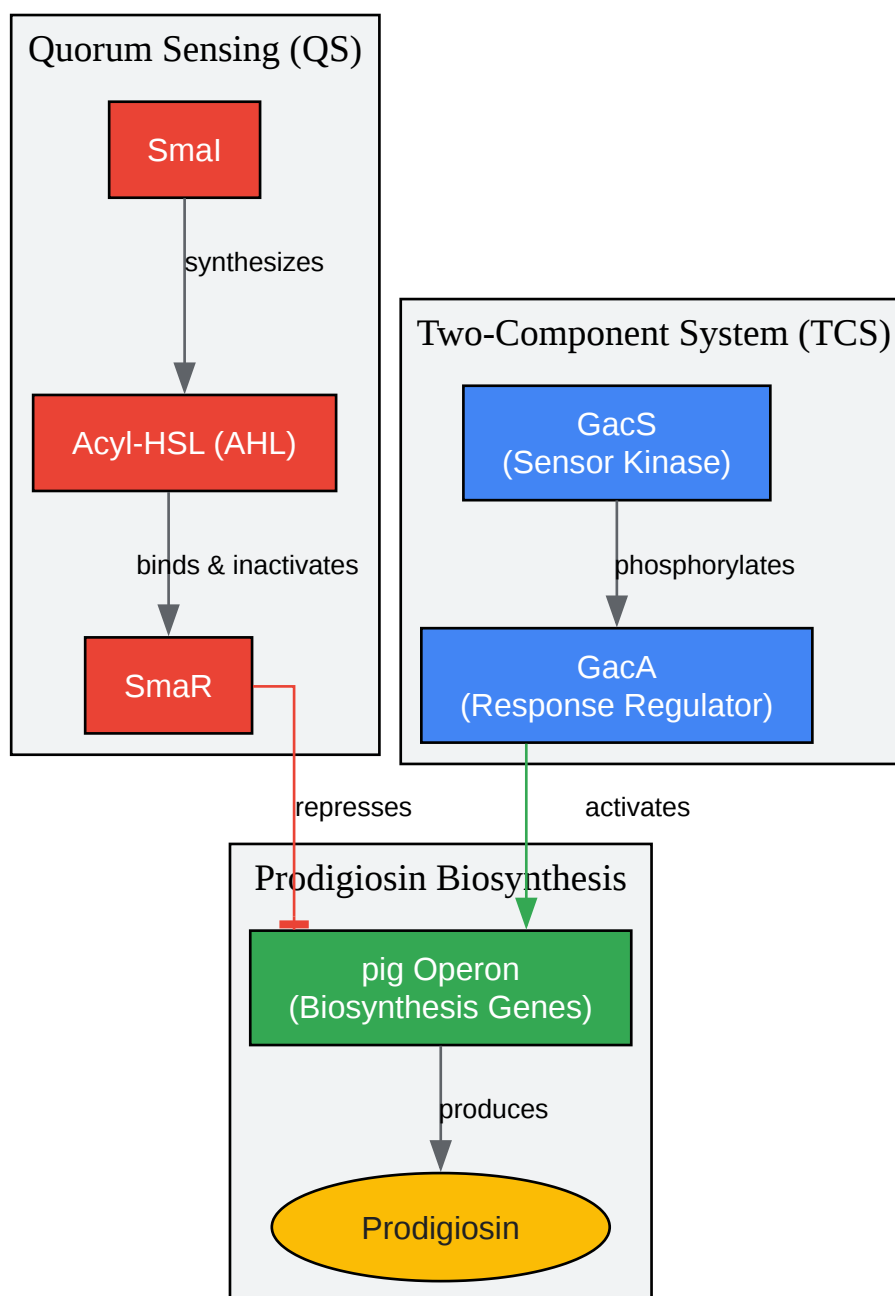 Quorum Sensing (QS)
SmaI
synthesizes
Acyl-HSL (AHL)
binds & inactivates
SmaR
represses
Two-Component System (TCS)
GacS
(Sensor Kinase)
phosphorylates
GacA
(Response Regulator)
activates
Prodigiosin Biosynthesis
pig Operon
(Biosynthesis Genes)
produces
Prodigiosin